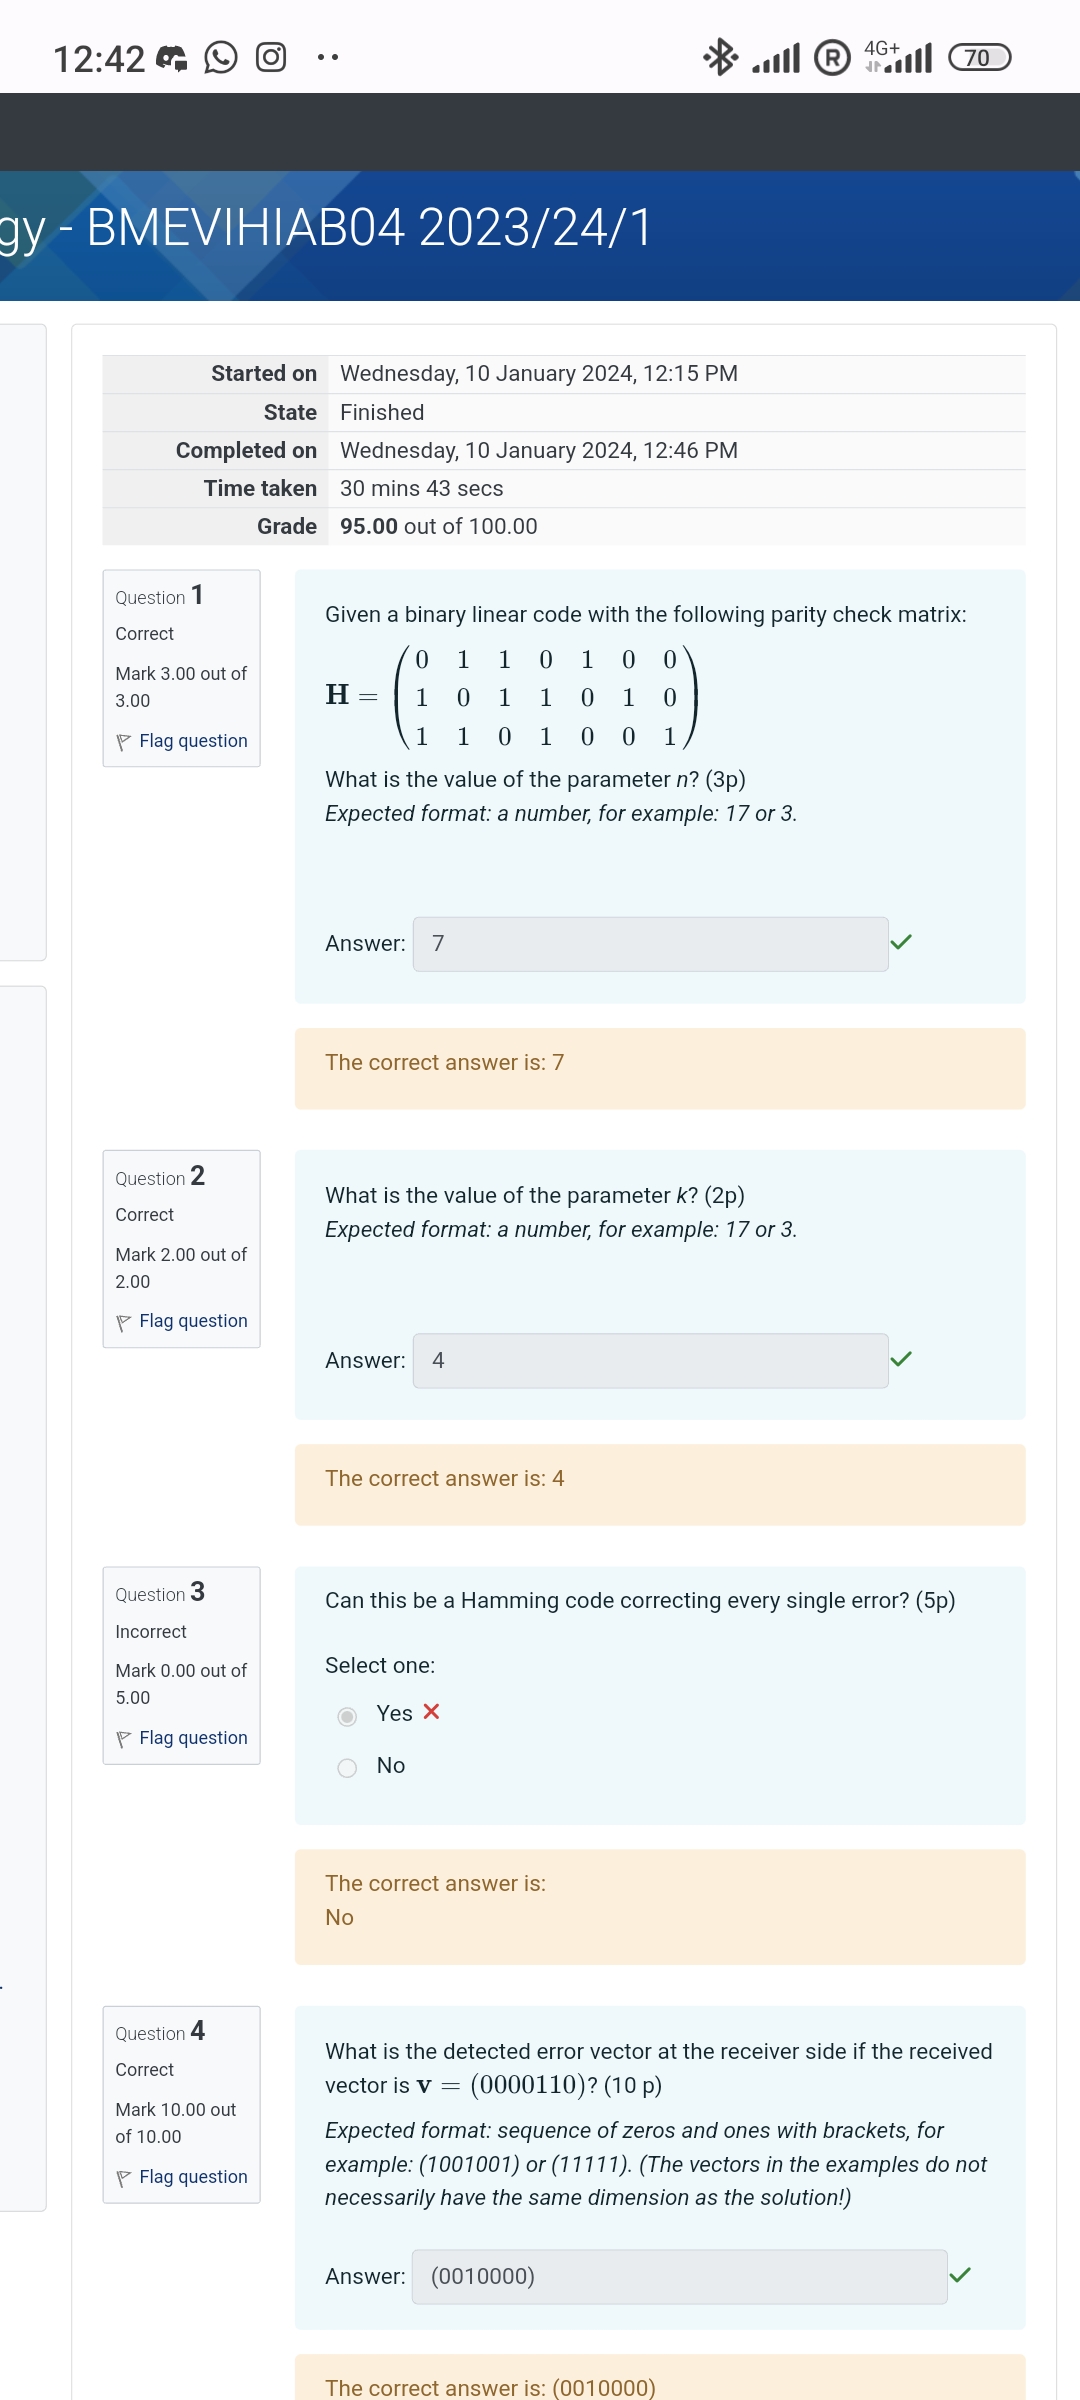 12:42
R
4G+
70
gy - BMEVIHIAB04 2023/24/1
Started on Wednesday, 10 January 2024, 12:15 PM
State Finished
Completed on Wednesday, 10 January 2024, 12:46 PM
Time taken 30 mins 43 secs
Grade 95.00 out of 100.00
Question 1
Correct
Mark 3.00 out of
3.00
Flag question
Given a binary linear code with the following parity check matrix:
0 1 1 0 1 0 0
H = 1 0 1 1 0 1 0
1 1 0 1 0 0 1
What is the value of the parameter n? (3p)
Expected format: a number, for example: 17 or 3.
Answer: 7
The correct answer is: 7
Question 2
Correct
Mark 2.00 out of
2.00
Flag question
What is the value of the parameter k? (2p)
Expected format: a number, for example: 17 or 3.
Answer: 4
The correct answer is: 4
Question 3
Incorrect
Mark 0.00 out of
5.00
Flag question
Can this be a Hamming code correcting every single error? (5p)
Select one:
Yes
No
The correct answer is:
No
Question 4
Correct
Mark 10.00 out
of 10.00
Flag question
What is the detected error vector at the receiver side if the received
vector is v = (0000110)? (10 p)
Expected format: sequence of zeros and ones with brackets, for
example: (1001001) or (11111). (The vectors in the examples do not
necessarily have the same dimension as the solution!)
Answer: (0010000)
The correct answer is: (0010000)